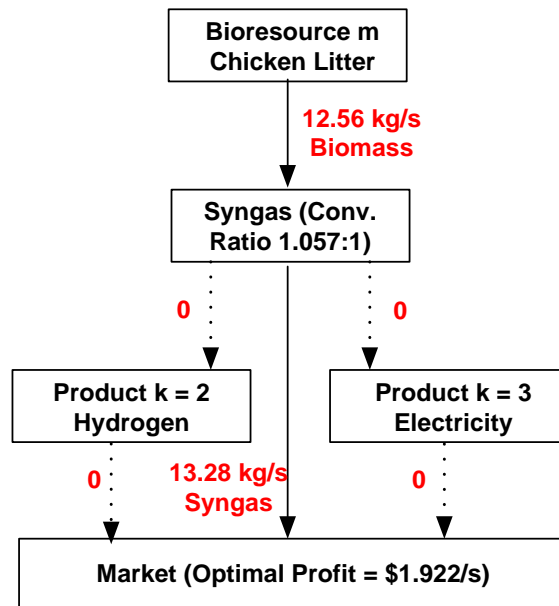 Bioresource m
Chicken Litter
12.56 kg/s
Biomass
Syngas (Conv.
Ratio 1.057:1)
0
0
Product k = 2
Hydrogen
Product k = 3
Electricity
0
13.28 kg/s
Syngas
0
Market (Optimal Profit = $1.922/s)